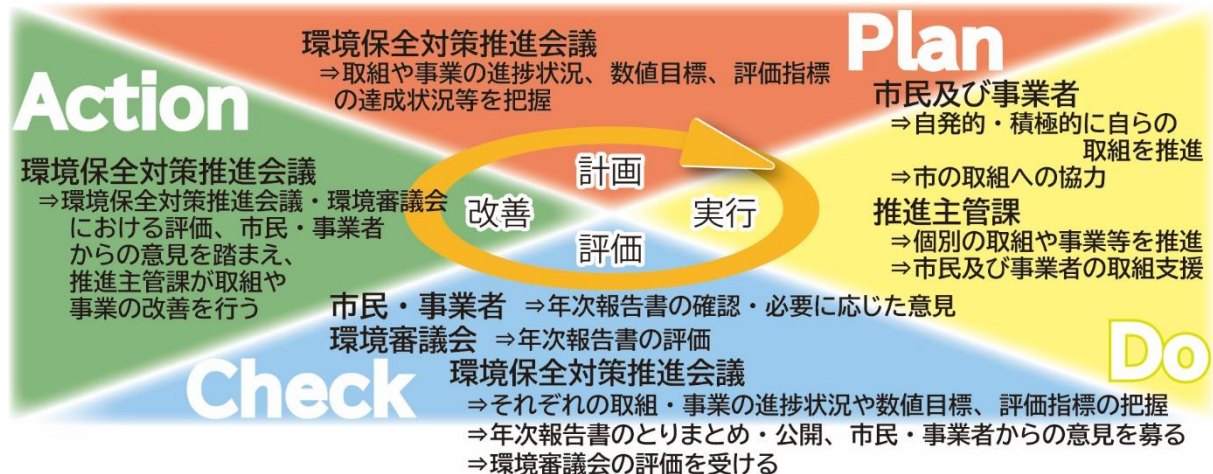 Plan
環境保全対策推進会議
⇒取組や事業の進捗状況、数値目標、評価指標
の達成状況等を把握
計画
市民及び事業者
⇒自発的・積極的に自らの
取組を推進
⇒市の取組への協力
推進主管課
⇒個別の取組や事業等を推進
⇒市民及び事業者の取組支援
実行
Do
市民・事業者 ⇒年次報告書の確認・必要に応じた意見
環境審議会 ⇒年次報告書の評価
環境保全対策推進会議
⇒それぞれの取組・事業の進捗状況や数値目標、評価指標の把握
⇒年次報告書のとりまとめ・公開、市民・事業者からの意見を募る
⇒環境審議会の評価を受ける
評価
Check
Action
環境保全対策推進会議
⇒環境保全対策推進会議・環境審議会
における評価、市民・事業者
からの意見を踏まえ、
推進主管課が取組や
事業の改善を行う
改善